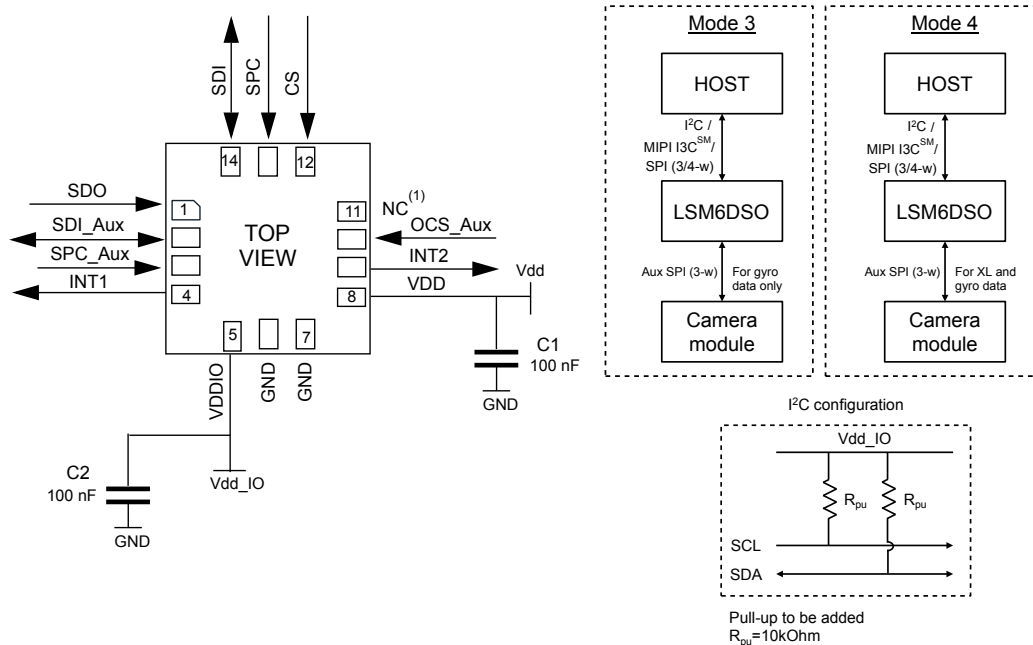 SDI
SPC
CS
14
12
SDO
SDI_Aux
SPC_Aux
INT1
1
4
TOP
VIEW
11
NC(1)
OCS_Aux
INT2
VDD
8
Vdd
C1
100 nF
GND
5
7
VDDIO
GND
GND
C2
100 nF
GND
Vdd_IO
Mode 3
HOST
I²C /
MIPI I3C℠/
SPI (3/4-w)
LSM6DSO
Aux SPI (3-w)
For gyro
data only
Camera
module
Mode 4
HOST
I²C /
MIPI I3C℠/
SPI (3/4-w)
LSM6DSO
Aux SPI (3-w)
For XL and
gyro data
Camera
module
I²C configuration
Vdd_IO
Rpu
Rpu
SCL
SDA
Pull-up to be added
Rpu=10kOhm